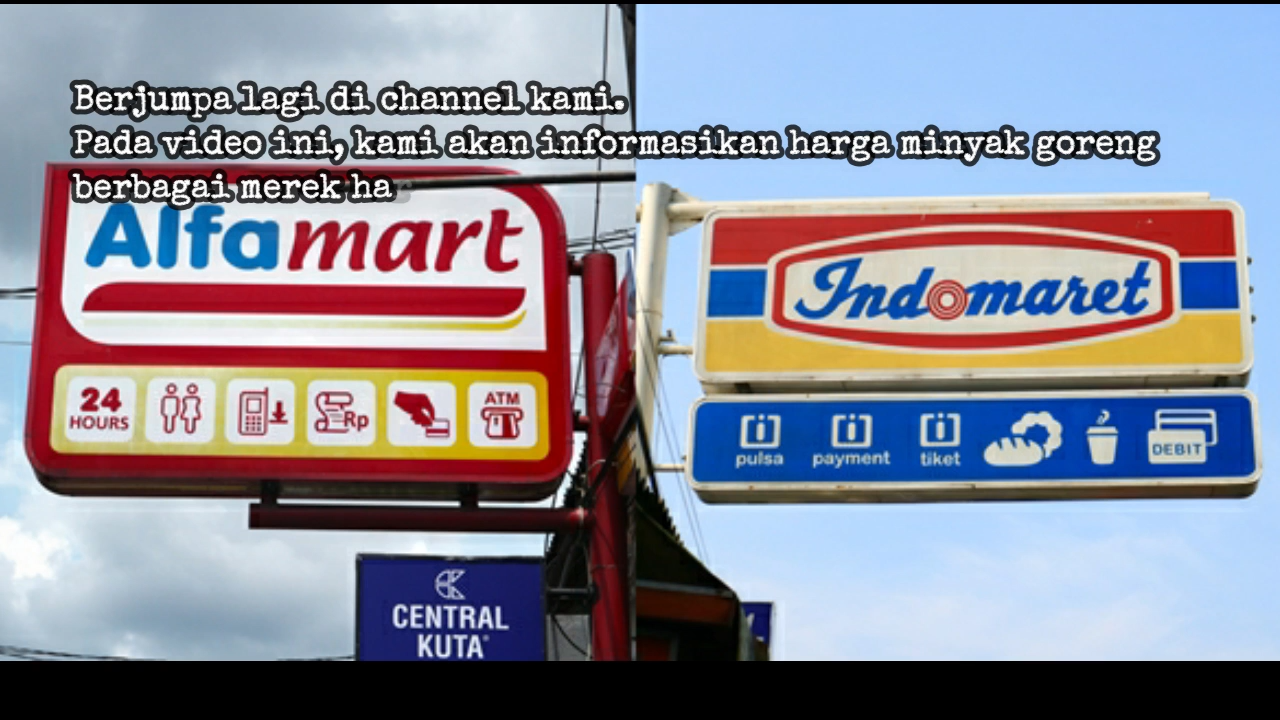 Berjumpa lagi di channel kami.
Pada video ini, kami akan informasikan harga minyak goreng
berbagai merek ha
Alfamart
24
HOURS
Rp
ATM
CENTRAL
KUTA
Indomaret
pulsa
payment
tiket
DEBIT